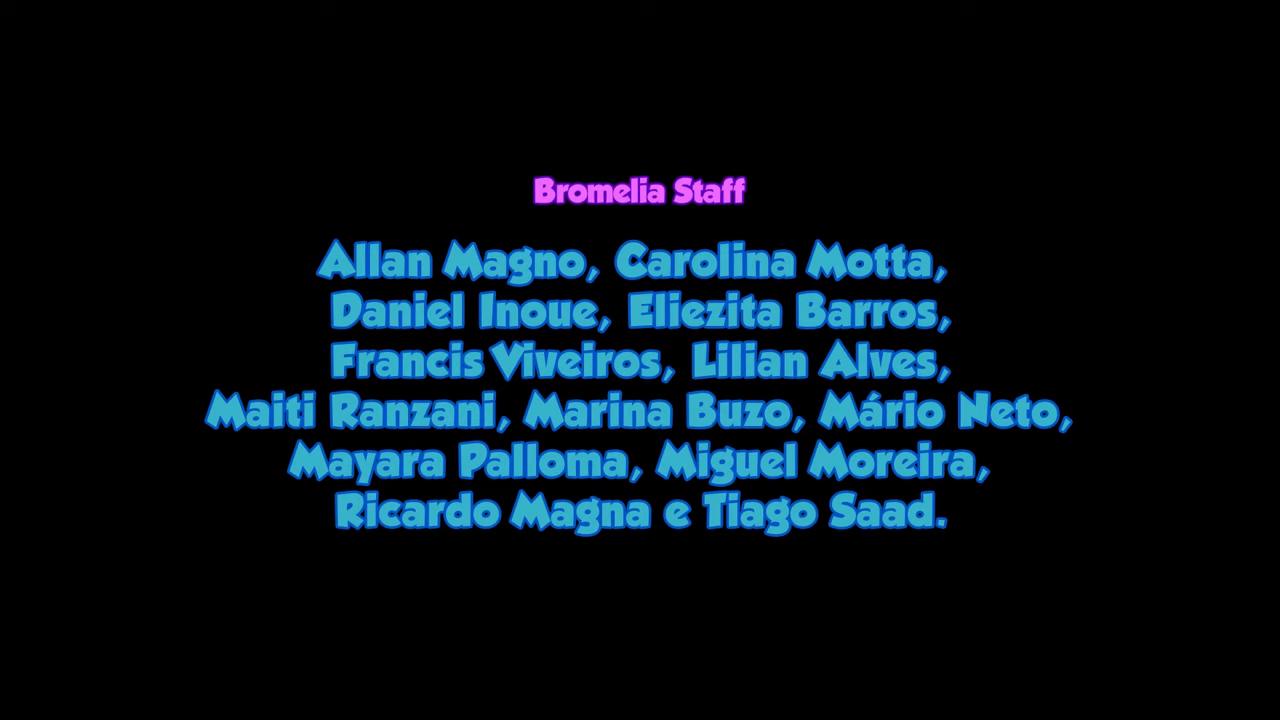 Bromelia Staff
Allan Magno, Carolina Motta,
Daniel Inoue, Eliezita Barros,
Francis Viveiros, Lilian Alves,
Maiti Ranzani, Marina Buzo, Mário Neto,
Mayara Palloma, Miguel Moreira,
Ricardo Magna e Tiago Saad.